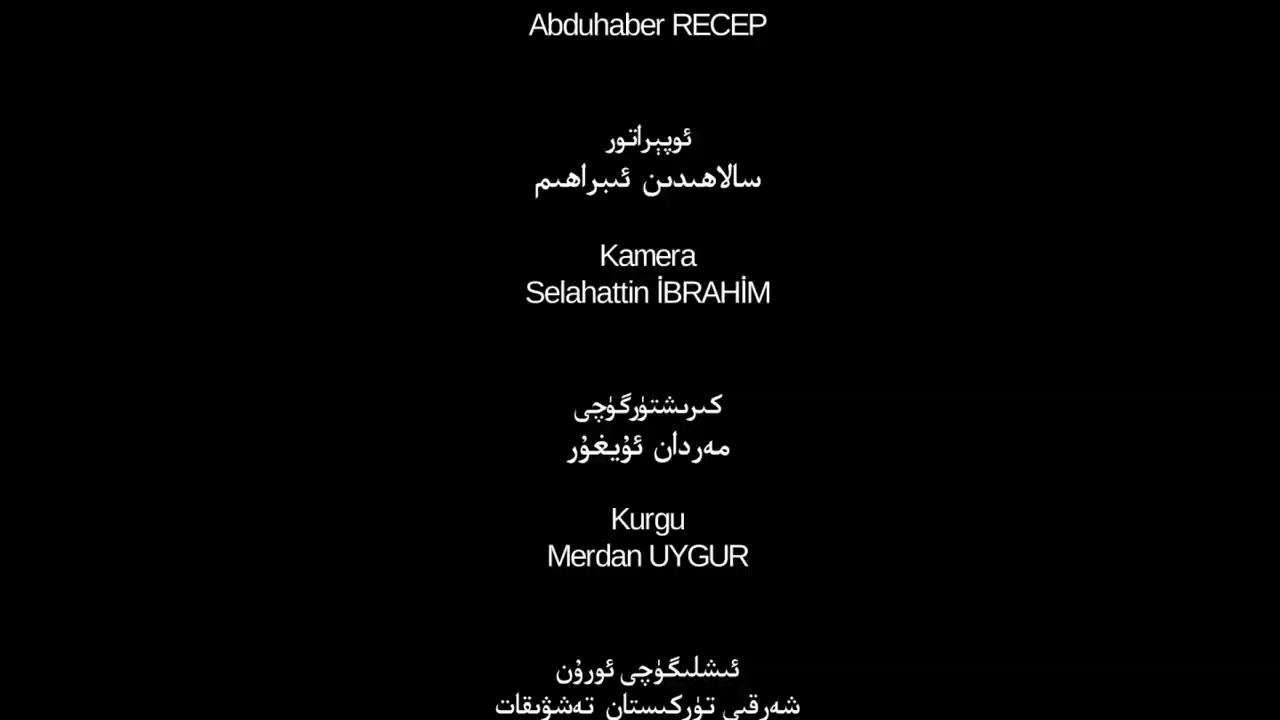 Abduhaber RECEP
ئوپېراتور
سالاھىدىن ئىبراھىم
Kamera
Selahattin İBRAHİM
كىرىشتۈرگۈچى
مەردان ئۇيغۇر
Kurgu
Merdan UYGUR
ئىشلىگۈچى ئورۇن
شەرقىي تۈركىستان تەشۋىقات